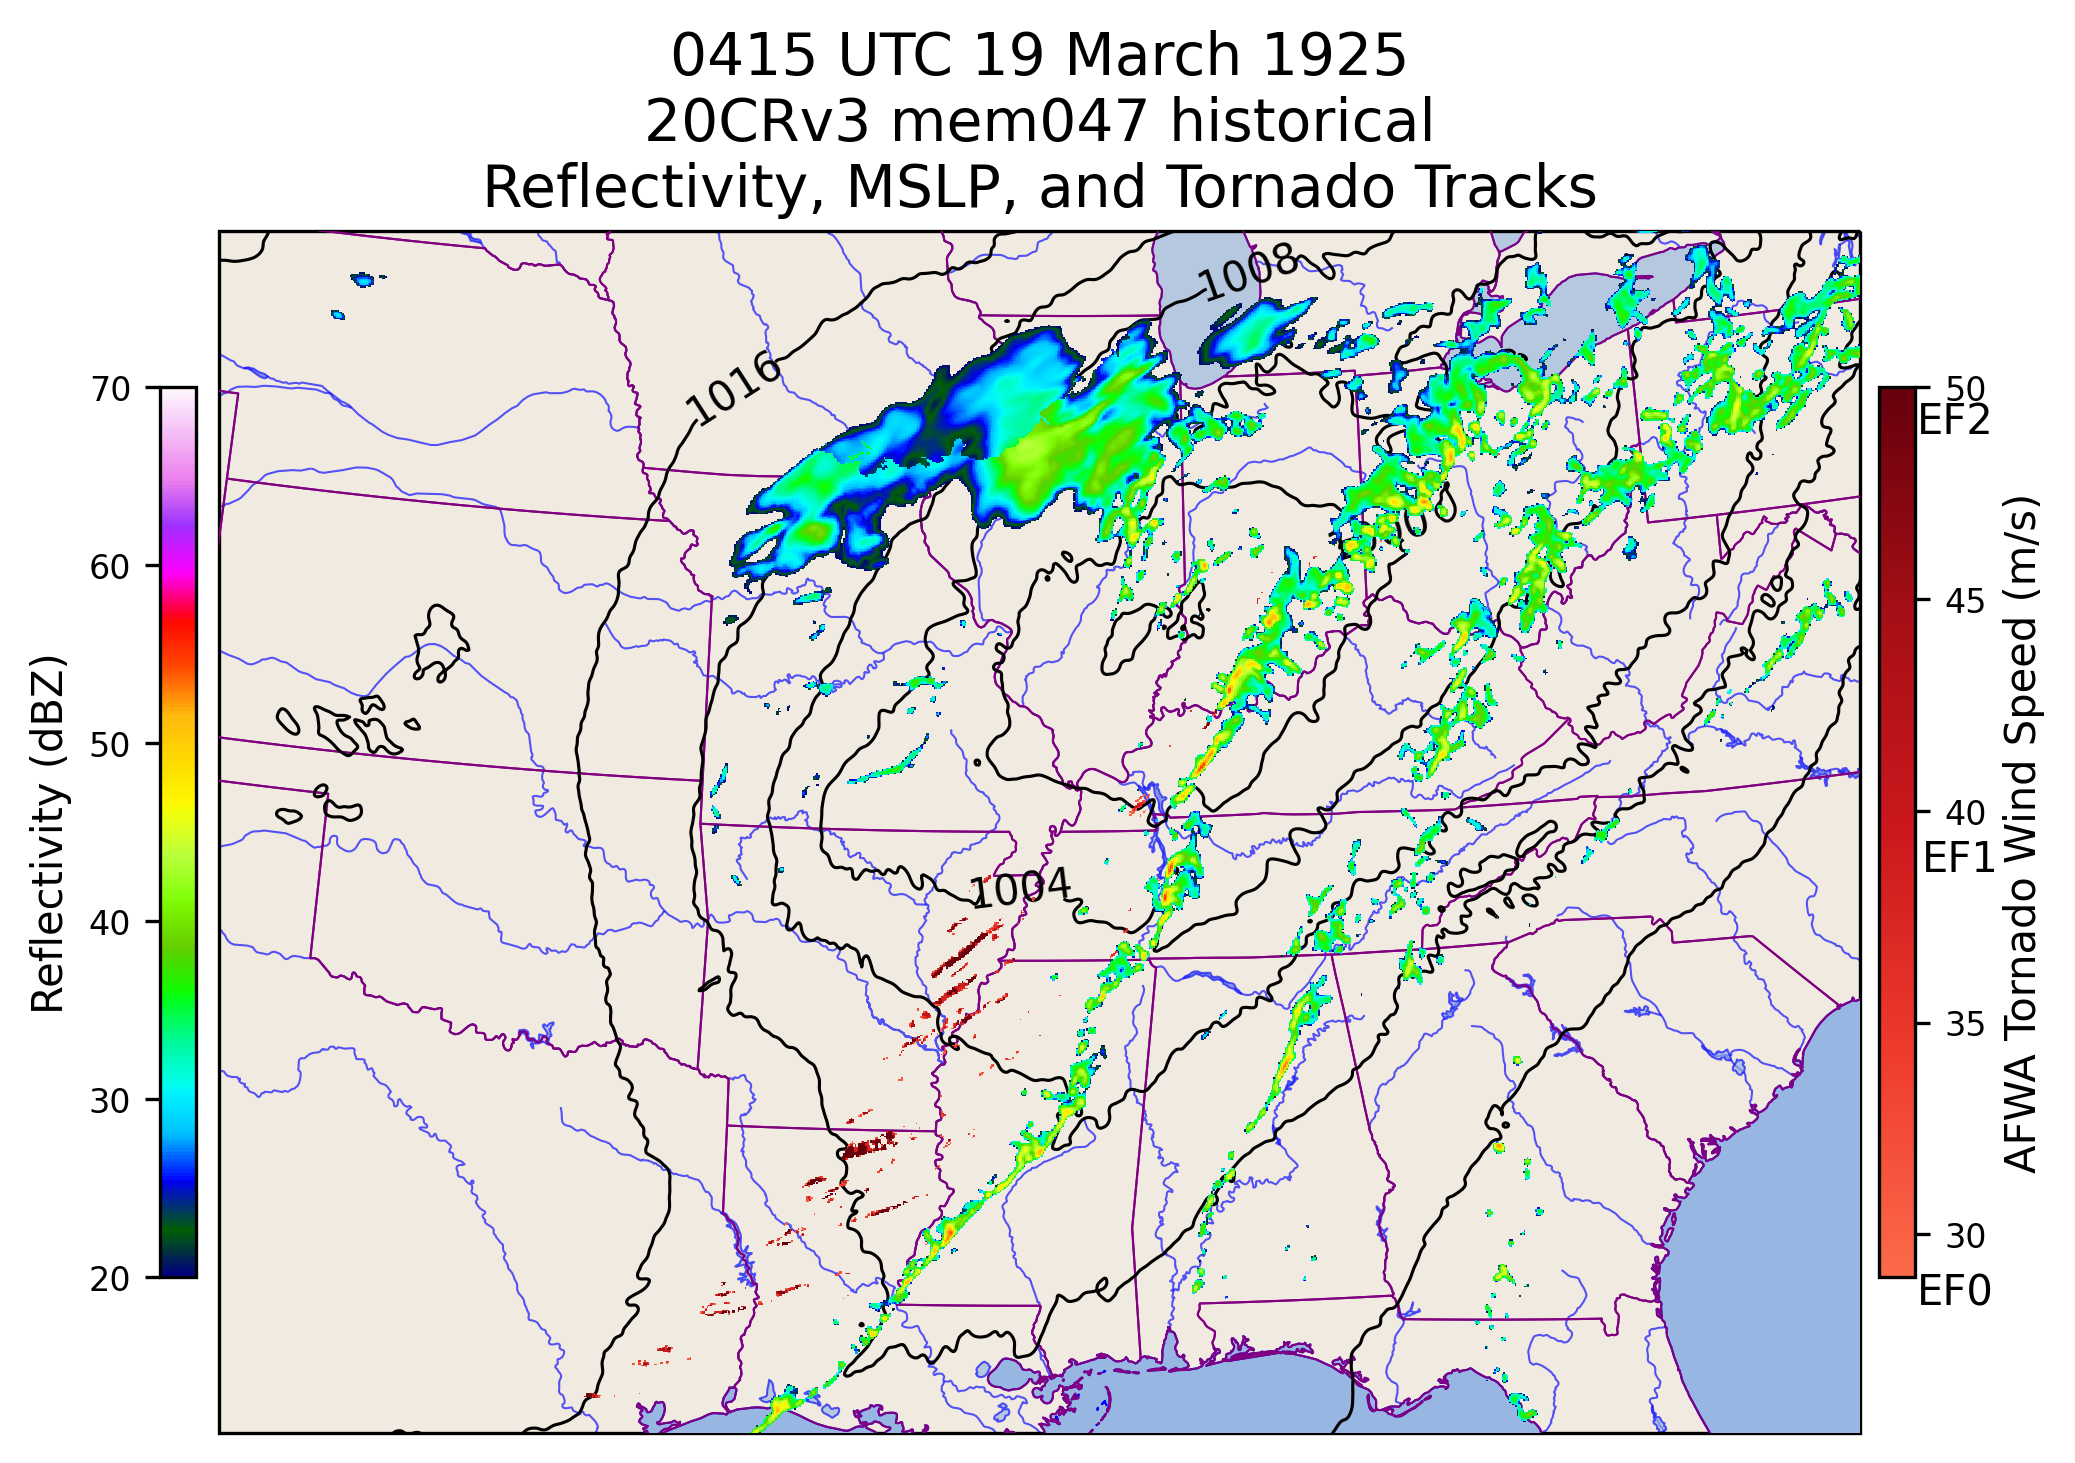 0415 UTC 19 March 1925
20CRv3 mem047 historical
Reflectivity, MSLP, and Tornado Tracks
1008
1016
1004
Reflectivity (dBZ)
70
60
50
40
30
20
50
EF2
45
40
EF1
35
30
EF0
AFWA Tornado Wind Speed (m/s)